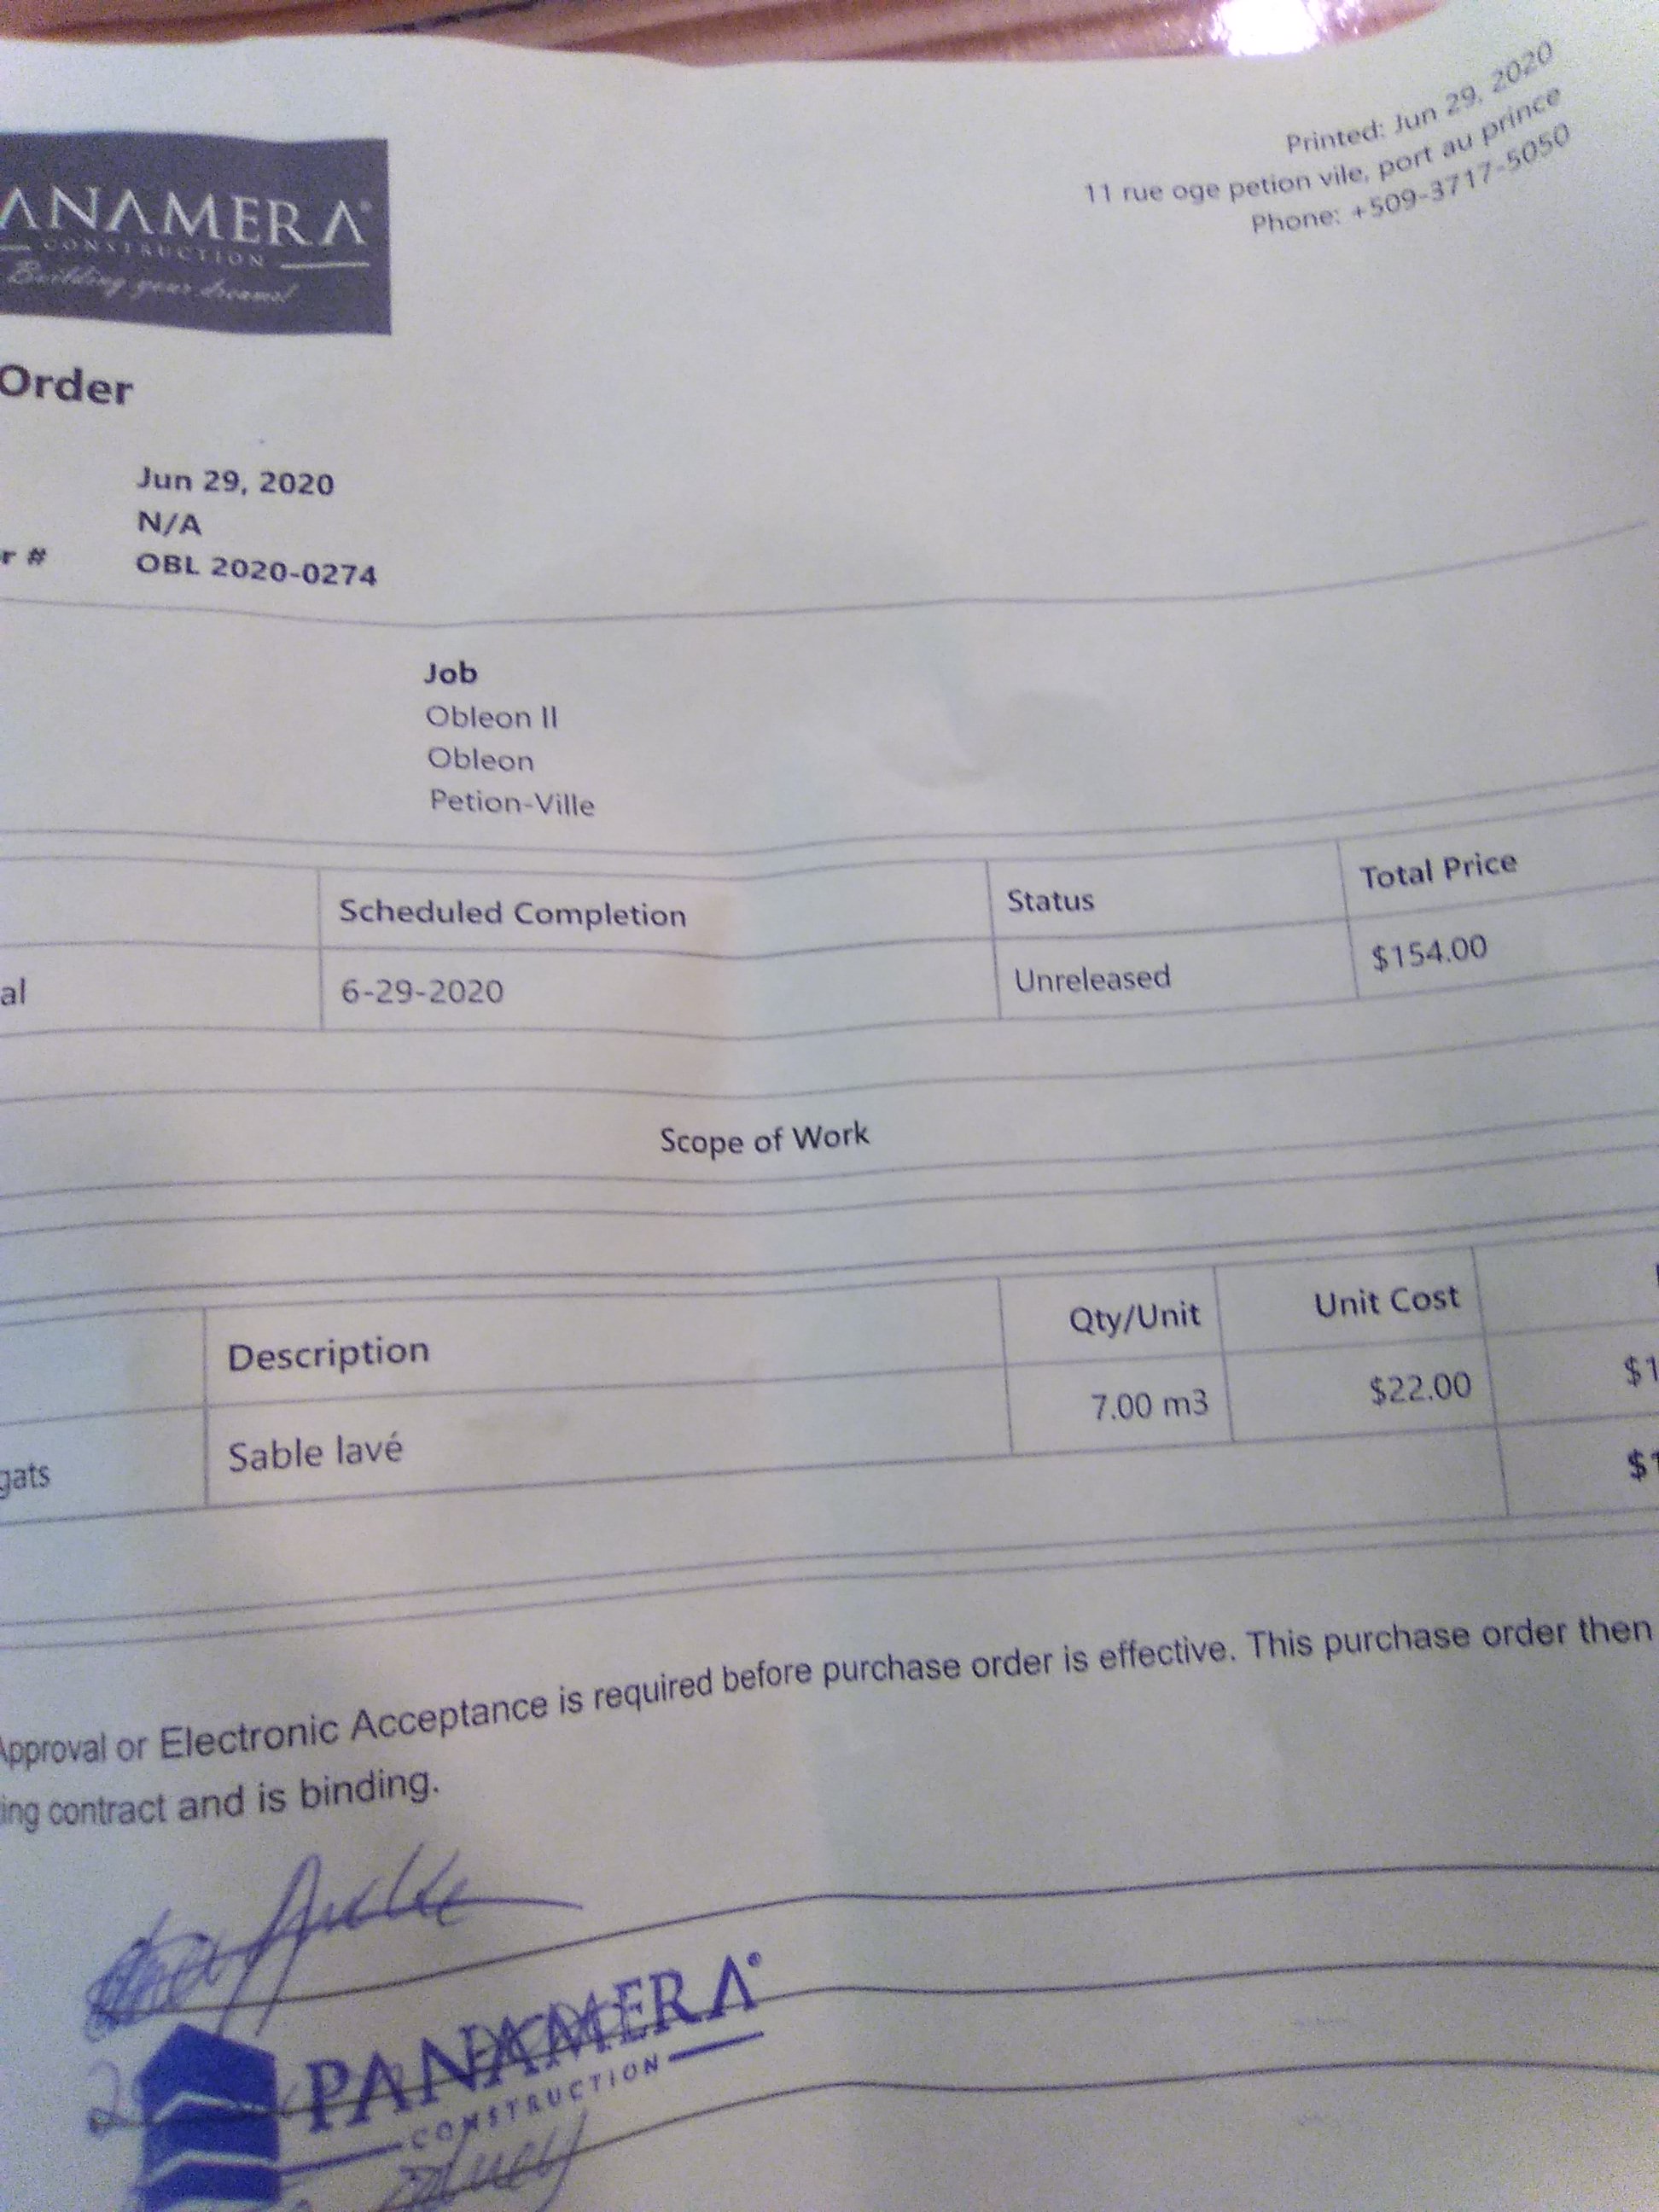 Printed: Jun 29, 2020
11 rue oge petion vile, port au prince
Phone: +509-3717-5050
ANAMERA®
CONSTRUCTION
Building your dreams!
Order
Jun 29, 2020
N/A
r # OBL 2020-0274
Job
Obleon II
Obleon
Petion-Ville
Scheduled Completion Status Total Price
al 6-29-2020 Unreleased $154.00
Scope of Work
Description Qty/Unit Unit Cost
gats Sable lavé 7.00 m3 $22.00 $1
$1
Approval or Electronic Acceptance is required before purchase order is effective. This purchase order then
ing contract and is binding.
PANAMERA®
CONSTRUCTION